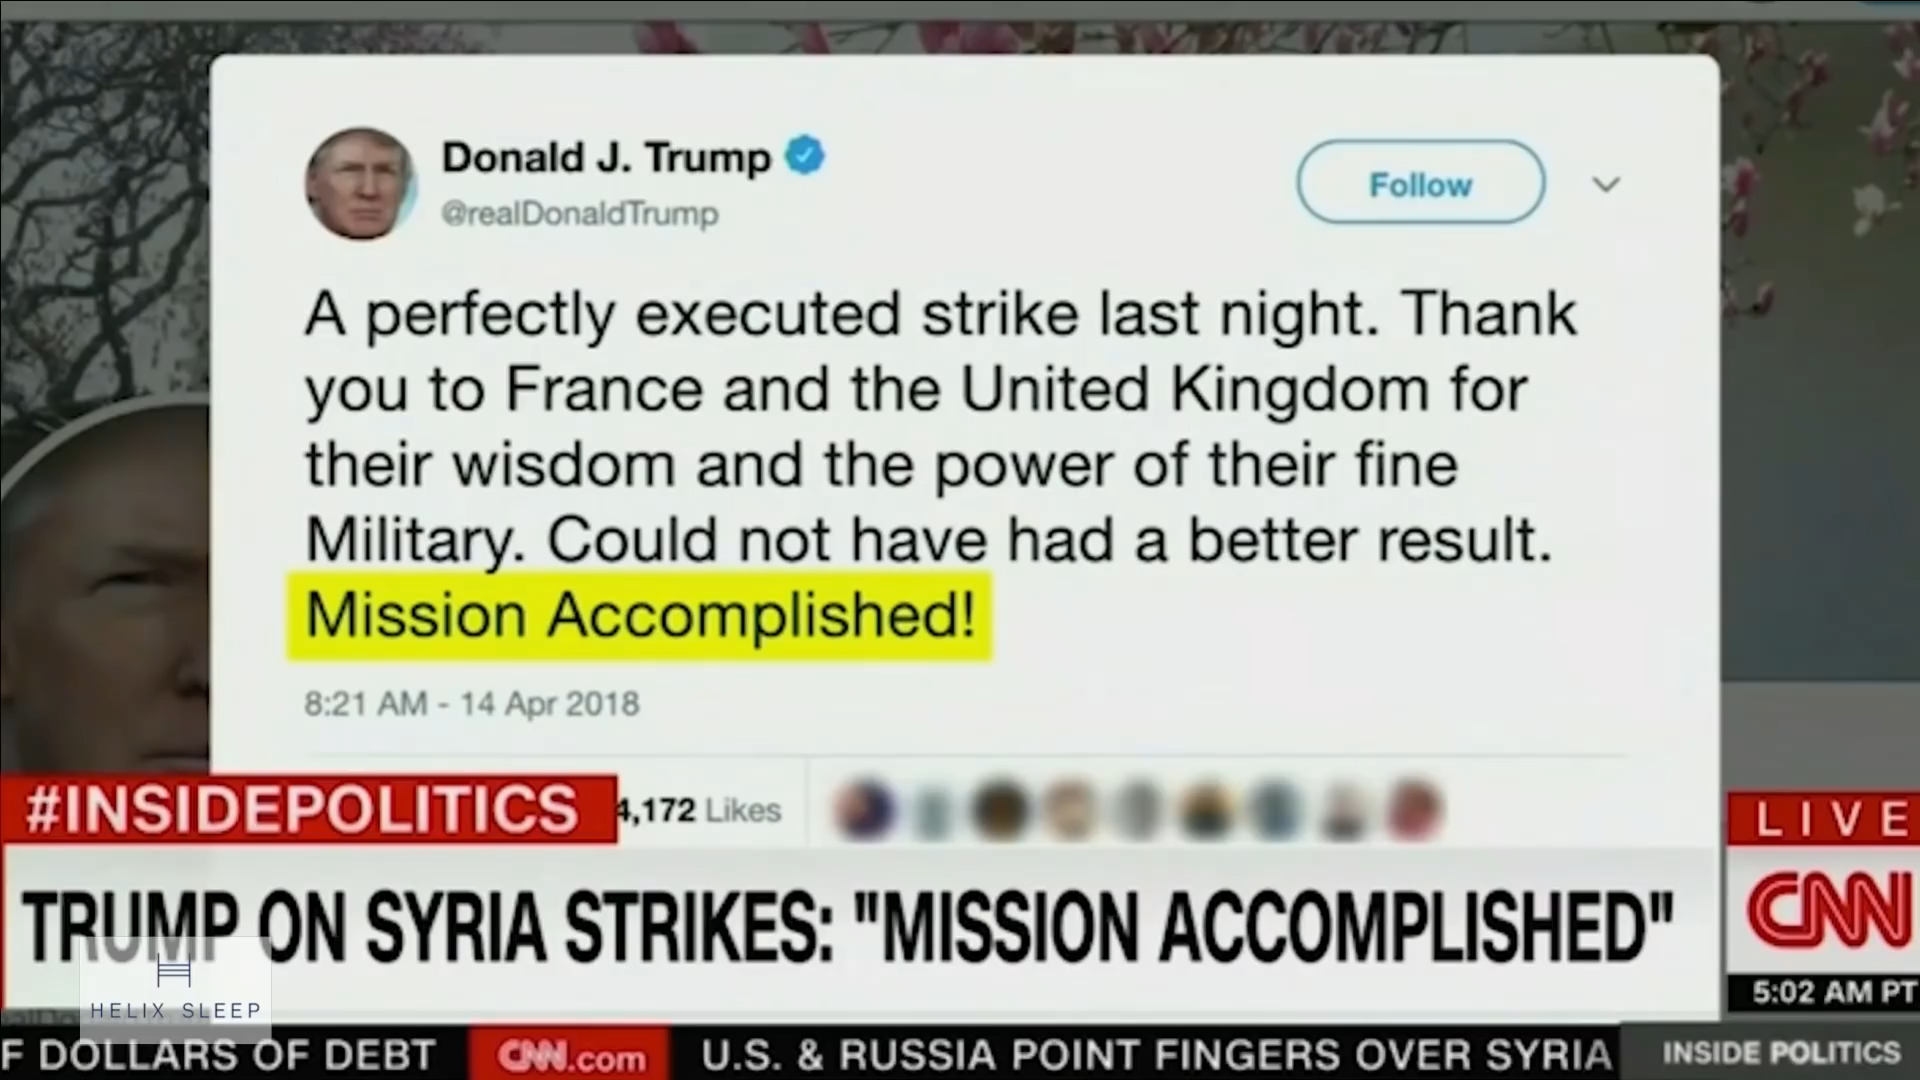 Donald J. Trump
@realDonaldTrump
Follow
A perfectly executed strike last night. Thank
you to France and the United Kingdom for
their wisdom and the power of their fine
Military. Could not have had a better result.
Mission Accomplished!
8:21 AM - 14 Apr 2018
4,172 Likes
#INSIDEPOLITICS
LIVE
TRUMP ON SYRIA STRIKES: "MISSION ACCOMPLISHED"
CNN
5:02 AM PT
HELIX SLEEP
F DOLLARS OF DEBT
CNN.com
U.S. & RUSSIA POINT FINGERS OVER SYRIA
INSIDE POLITICS